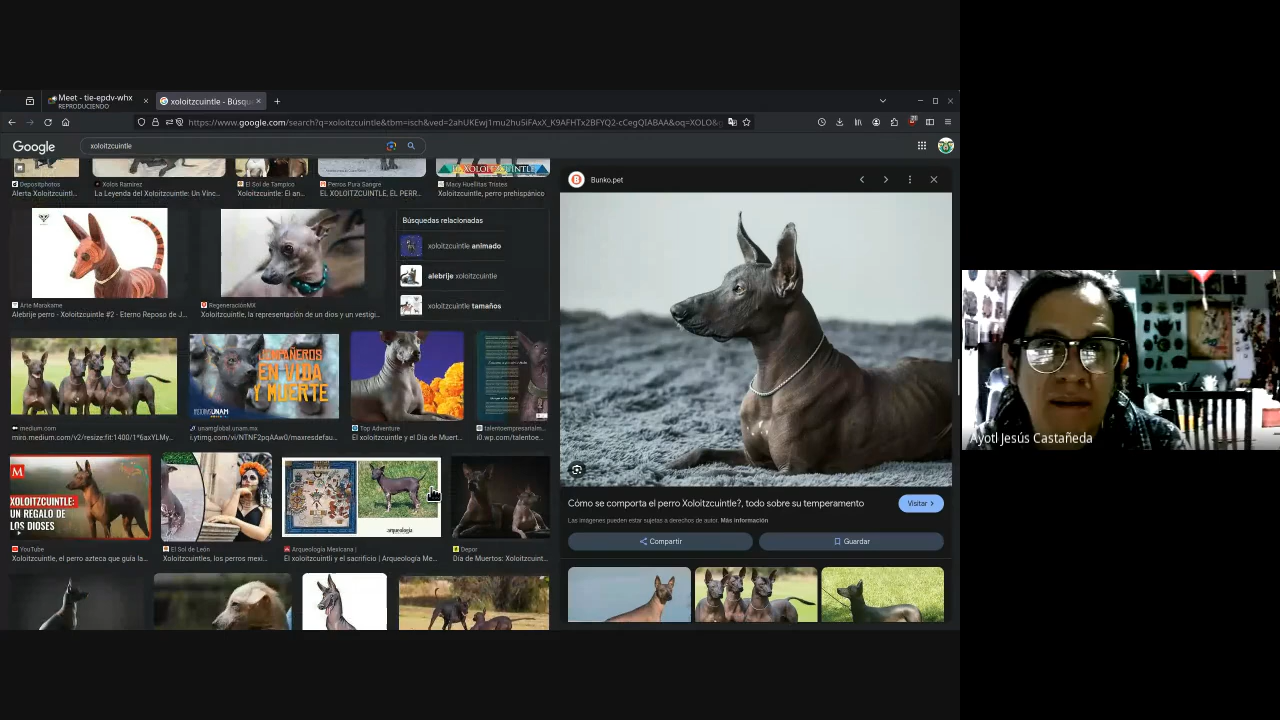 Meet - tie-epdv-whx
REPRODUCIENDO
xoloitzcuintle - Búsqu
https://www.google.com/search?q=xoloitzcuintle&tbm=isch&ved=2ahUKEwj1mu2hu5iFAxX_K9AFHTx2BFYQ2-cCegQIABAA&oq=XOLO&g
Google
xoloitzcuintle
Depositphotos
Alerta Xoloitzcuintl...
Xolos Ramirez
La Leyenda del Xoloitzcuintle: Un Vínc...
El Sol de Tampico
Xoloitzcuintle: El an...
Perros Pura Sangre
EL XOLOITZCUINTLE, EL PERR...
Macy Huellitas Tristes
Xoloitzcuintle, perro prehispánico
Arte Marakame
Alebrije perro - Xoloitzcuintle #2 - Eterno Reposo de J...
RegeneraciónMX
Xoloitzcuintle, la representación de un dios y un vestigi...
Búsquedas relacionadas
xoloitzcuintle animado
alebrije xoloitzcuintle
xoloitzcuintle tamaños
COMPAÑEROS
EN VIDA
Y MUERTE
medium.com
miro.medium.com/v2/resize:fit:1400/1*6axYLMy...
unamglobal.unam.mx
i.ytimg.com/vi/NTNF2pqAAw0/maxresdefau...
Top Adventure
El xoloitzcuintle y el Día de Muert...
talentoempresarialm...
i0.wp.com/talentoe...
M
XOLOITZCUINTLE:
UN REGALO DE
LOS DIOSES
arqueología
YouTube
Xoloitzcuintle, el perro azteca que guía la...
El Sol de León
Xoloitzcuintles, los perros mexi...
Arqueología Mexicana |
El xoloitzcuintli y el sacrificio | Arqueología Me...
Depor
Día de Muertos: Xoloitzcuint...
Bunko.pet
Cómo se comporta el perro Xoloitzcuintle?, todo sobre su temperamento
Visitar
Las imágenes pueden estar sujetas a derechos de autor. Más información
Compartir
Guardar
Ayotl Jesús Castañeda